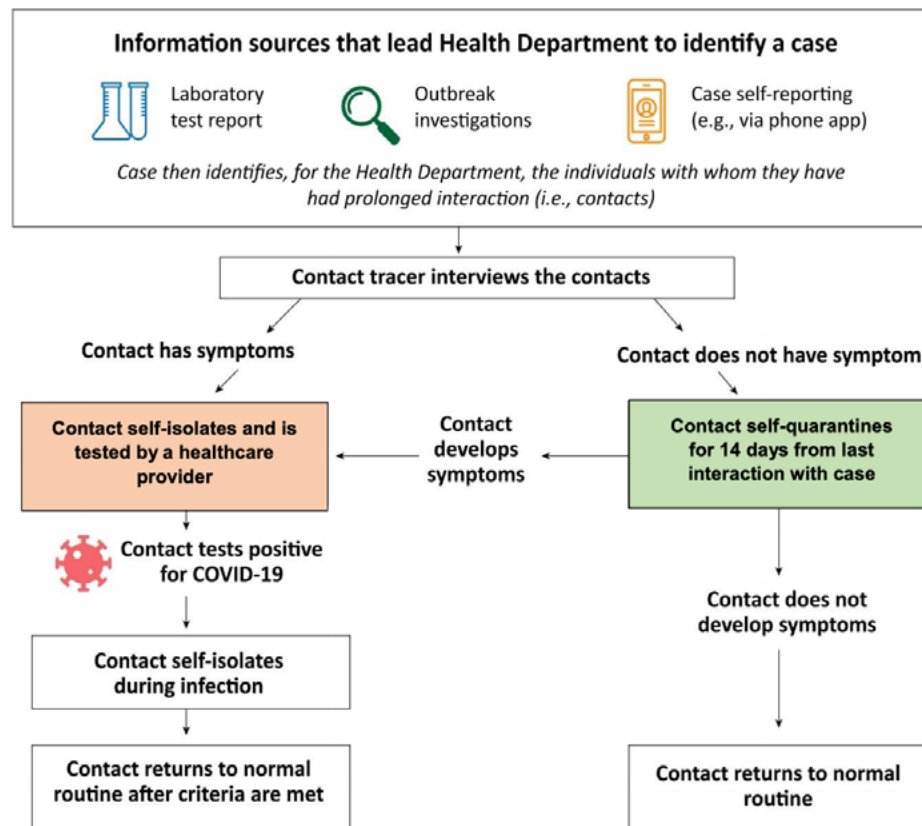 Information sources that lead Health Department to identify a case
Laboratory
test report
Outbreak
investigations
Case self-reporting
(e.g., via phone app)
Case then identifies, for the Health Department, the individuals with whom they have
had prolonged interaction (i.e., contacts)
Contact tracer interviews the contacts
Contact has symptoms
Contact does not have symptom
Contact self-isolates and is
tested by a healthcare
provider
Contact
develops
symptoms
Contact self-quarantines
for 14 days from last
interaction with case
Contact tests positive
for COVID-19
Contact does not
develop symptoms
Contact self-isolates
during infection
Contact returns to normal
routine after criteria are met
Contact returns to normal
routine